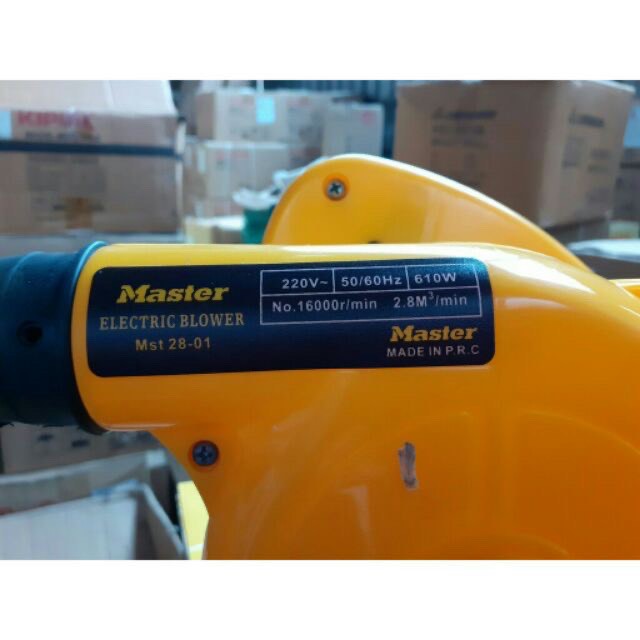 Master
ELECTRIC BLOWER
Mst 28-01
220V~ 50/60Hz 610W
No.16000r/min 2.8M³/min
Master
MADE IN P.R.C